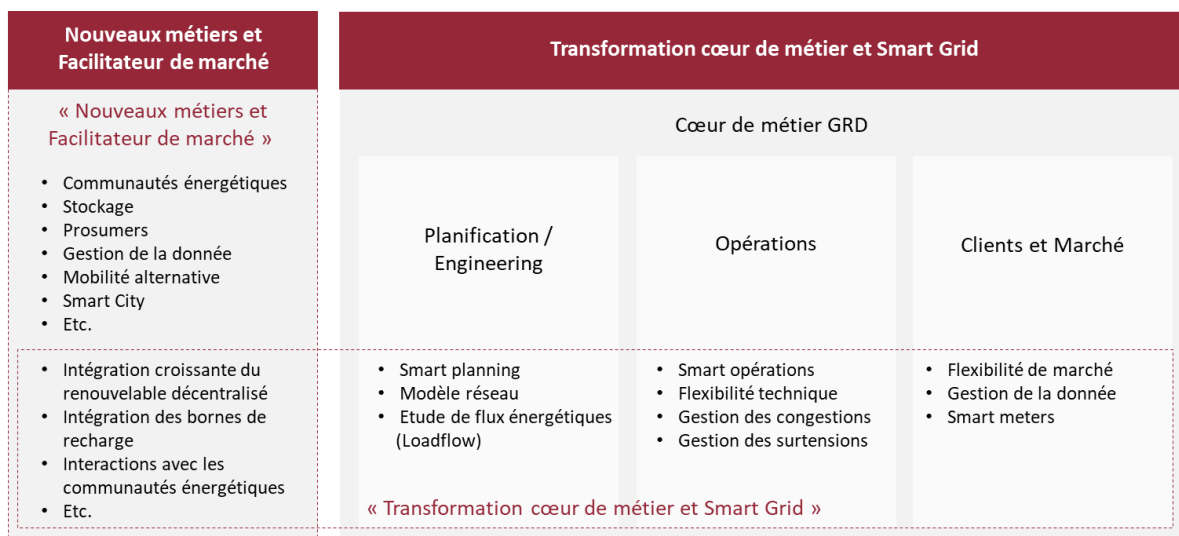 Nouveaux métiers et
Facilitateur de marché
« Nouveaux métiers et
Facilitateur de marché »
• Communautés énergétiques
• Stockage
• Prosumers
• Gestion de la donnée
• Mobilité alternative
• Smart City
• Etc.
• Intégration croissante du
renouvelable décentralisé
• Intégration des bornes de
recharge
• Interactions avec les
communautés énergétiques
• Etc.
Transformation cœur de métier et Smart Grid
Cœur de métier GRD
Planification /
Engineering
• Smart planning
• Modèle réseau
• Etude de flux énergétiques
(Loadflow)
Opérations
• Smart opérations
• Flexibilité technique
• Gestion des congestions
• Gestion des surtensions
Clients et Marché
• Flexibilité de marché
• Gestion de la donnée
• Smart meters
« Transformation cœur de métier et Smart Grid »